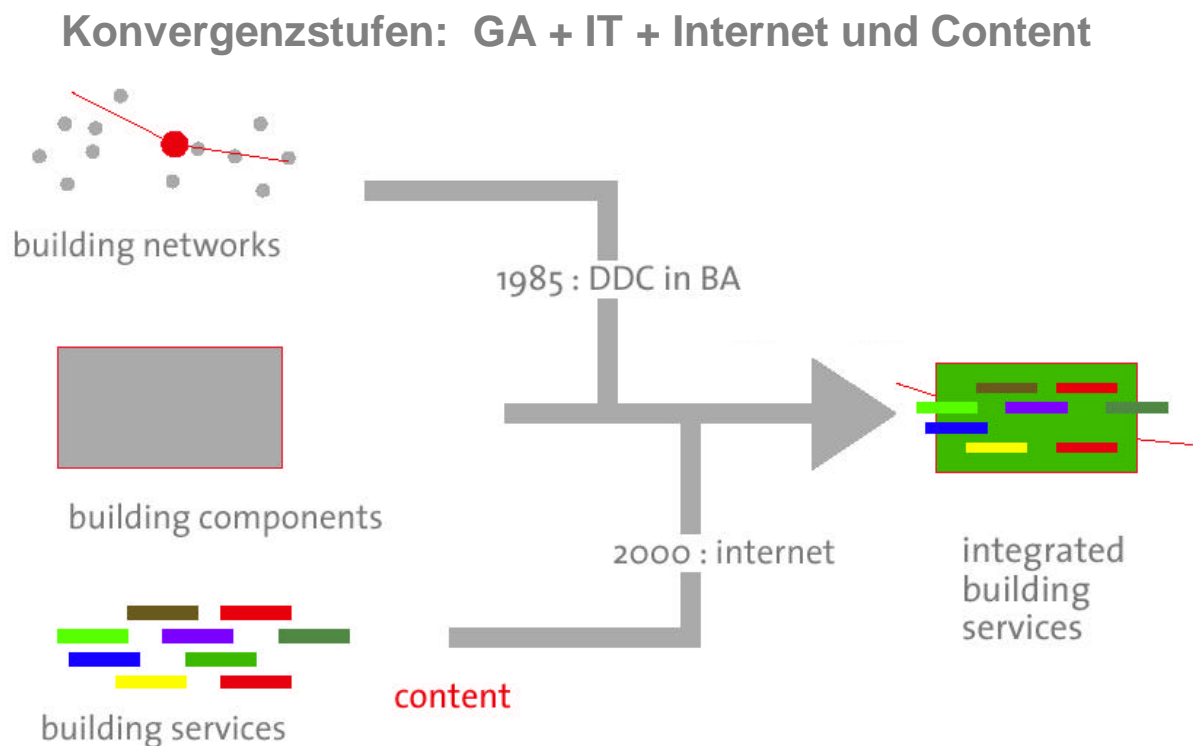 Konvergenzstufen: GA + IT + Internet und Content
building networks
1985 : DDC in BA
building components
2000 : internet
integrated
building
services
content
building services